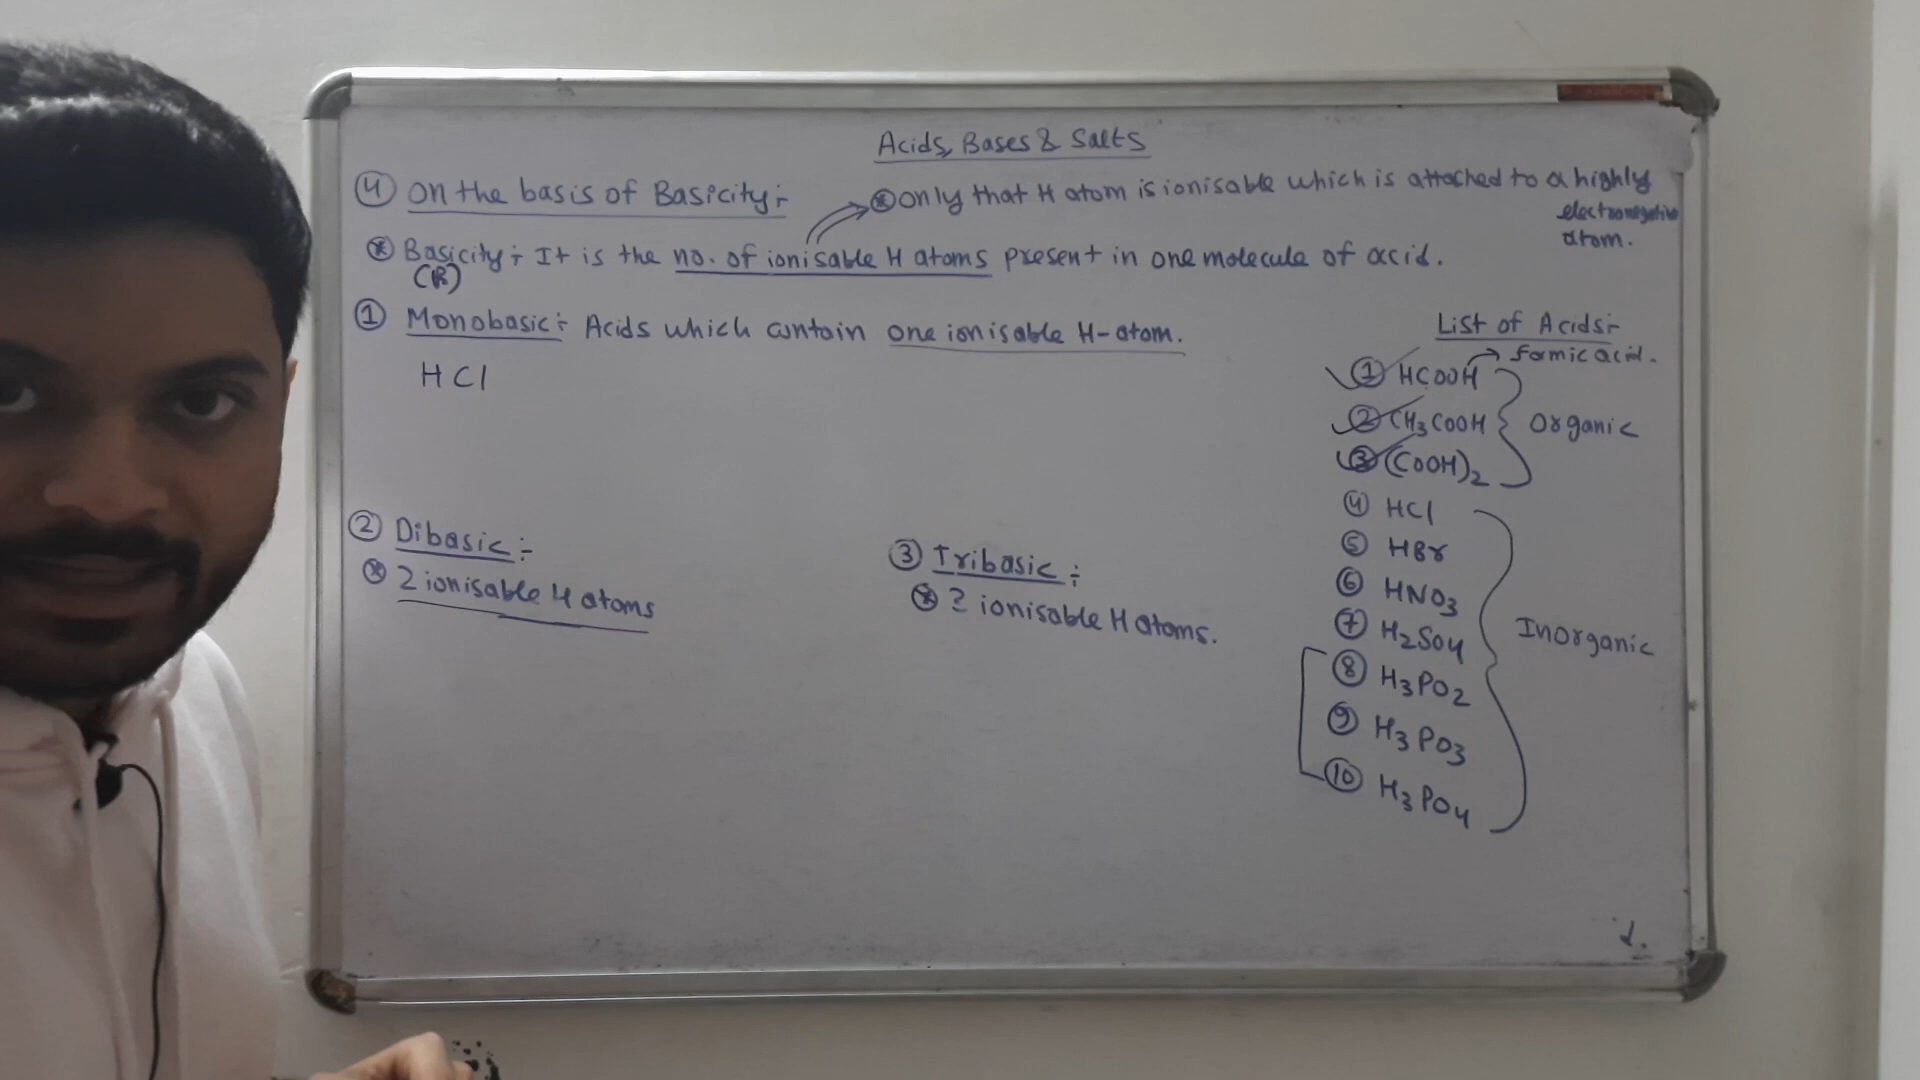 Acids, Bases & Salts
④ On the basis of Basicity :-
⊛ only that H atom is ionisable which is attached to a highly
electronegative
atom.
⊛ Basicity :- It is the no. of ionisable H atoms present in one molecule of acid.
① Monobasic :- Acids which contain one ionisable H-atom.
HCl
② Dibasic :-
⊛ 2 ionisable H atoms
③ Tribasic :-
⊛ 3 ionisable H atoms.
List of Acids :-
→ formic acid.
① HCOOH
② CH3COOH
③ (COOH)2
Organic
④ HCl
⑤ HBr
⑥ HNO3
⑦ H2SO4
⑧ H3PO2
⑨ H3PO3
⑩ H3PO4
Inorganic